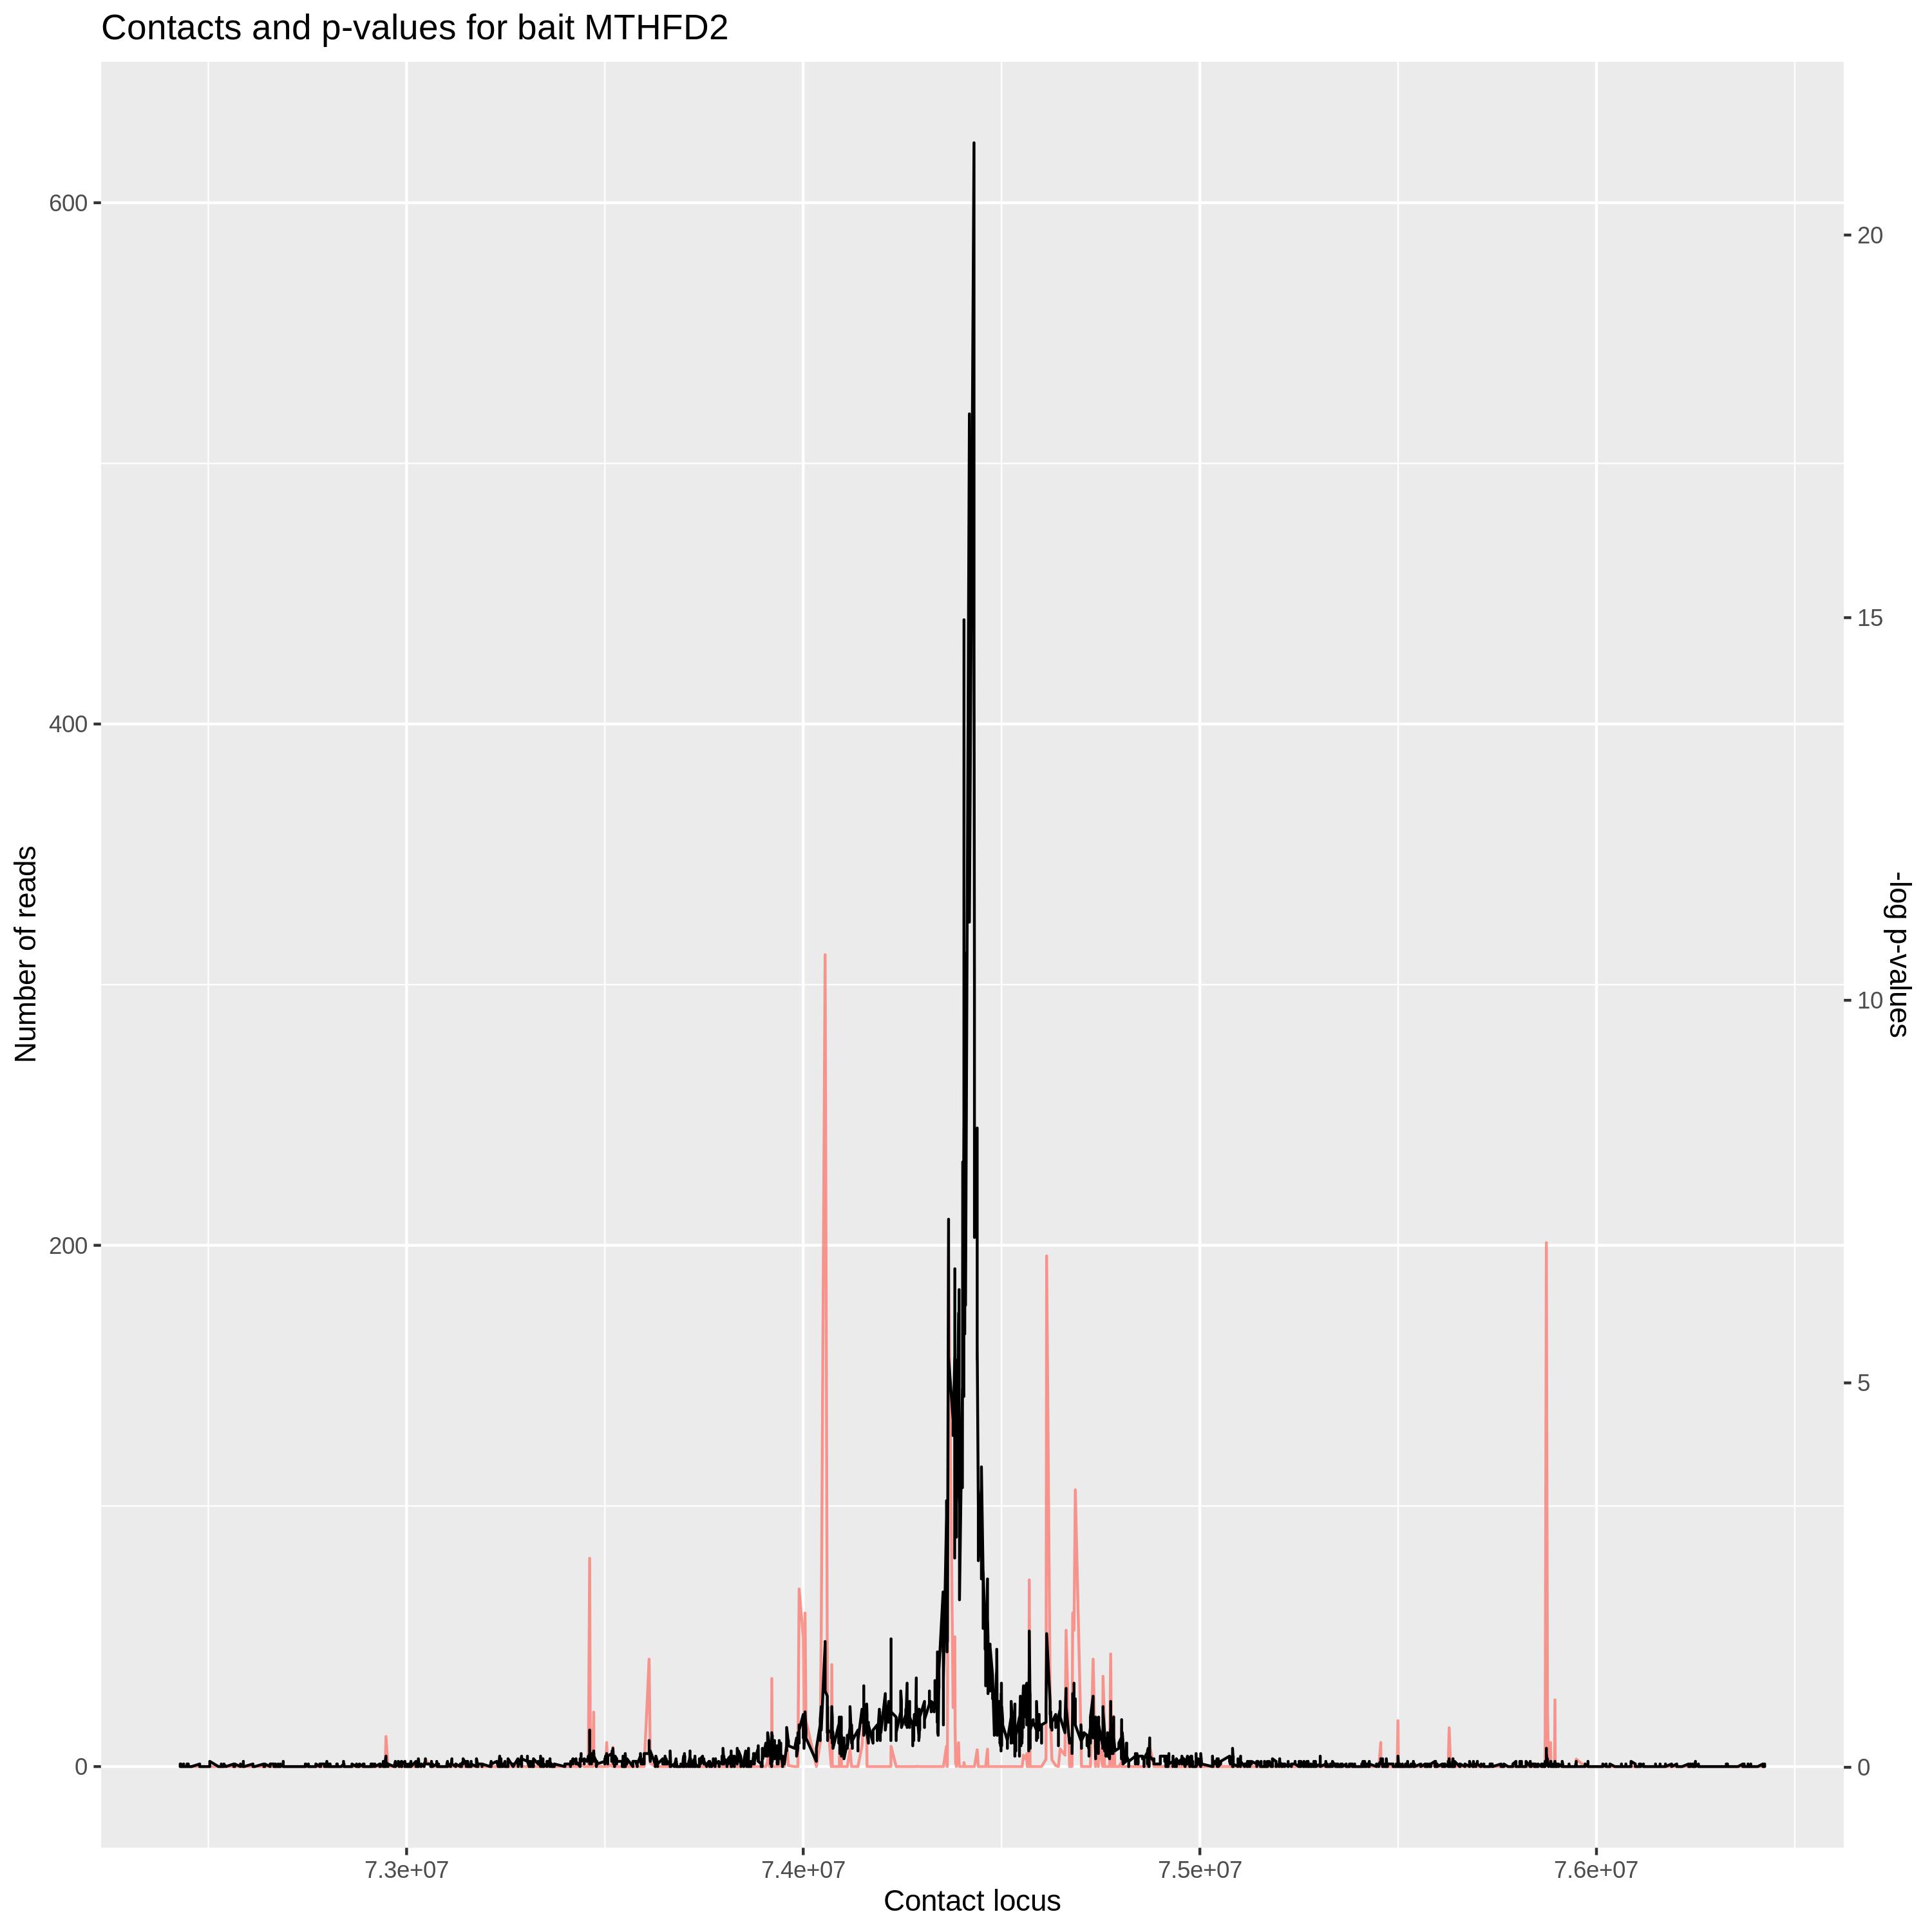 Contacts and p-values for bait MTHFD2
Number of reads
600
400
200
0
20
15
10
5
0
-log p-values
7.3e+07
7.4e+07
7.5e+07
7.6e+07
Contact locus